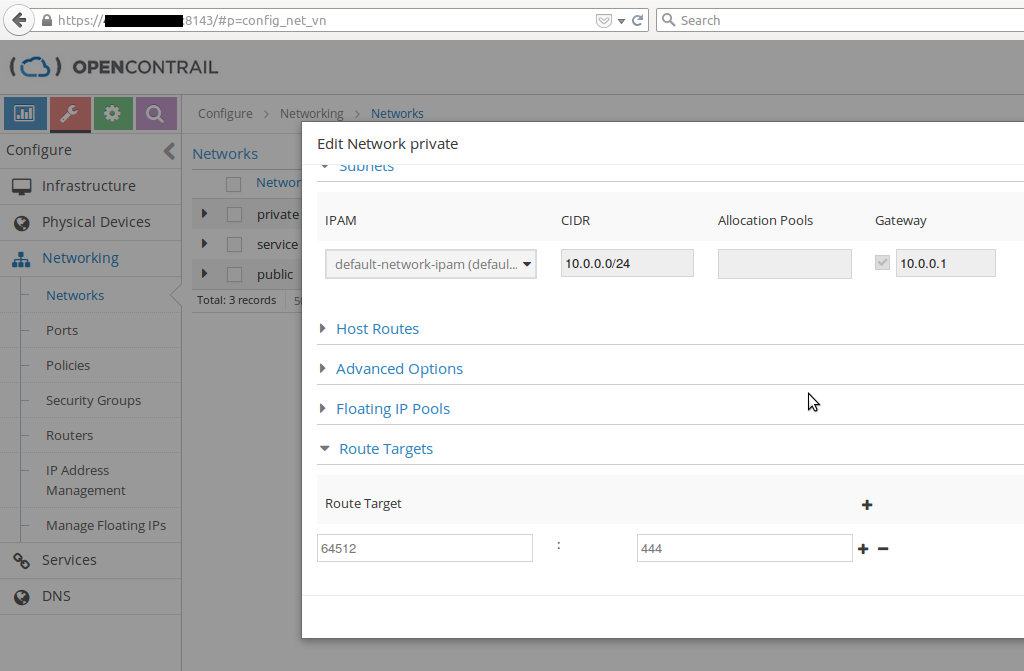 https:// :8143/#p=config_net_vn
Search
OPENCONTRAIL
Configure > Networking > Networks
Configure
Networks
Edit Network private
Subnets
Infrastructure
Networ
Physical Devices
private
IPAM CIDR Allocation Pools Gateway
service
Networking
default-network-ipam (defaul... 10.0.0.0/24 10.0.0.1
public
Networks
Total: 3 records
Ports
Host Routes
Policies
Advanced Options
Security Groups
Floating IP Pools
Routers
Route Targets
IP Address
Management
Route Target
Manage Floating IPs
64512 : 444
Services
DNS